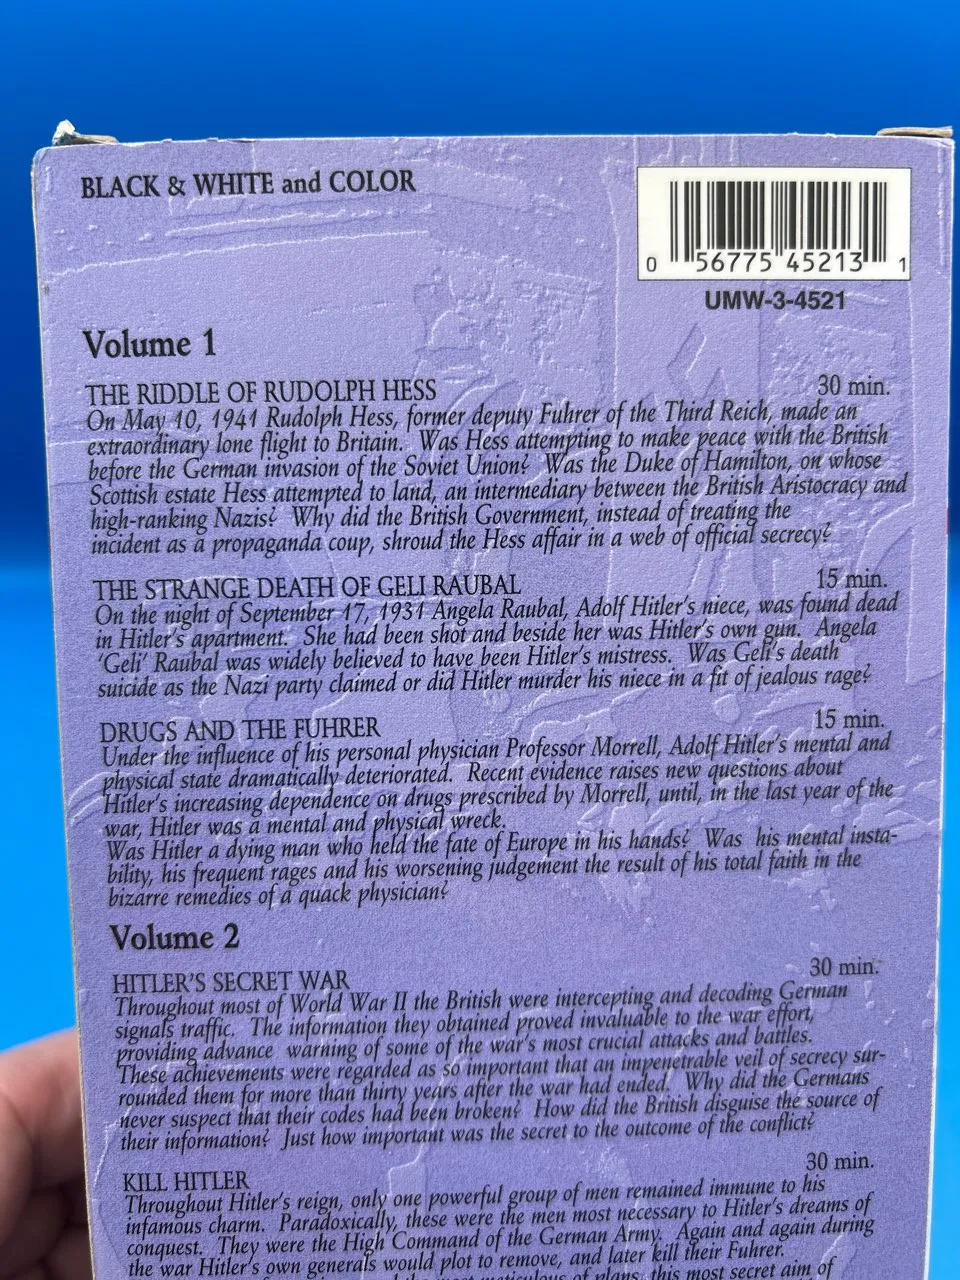 BLACK & WHITE and COLOR
0 56775 45213 1
UMW-3-4521
Volume 1
THE RIDDLE OF RUDOLPH HESS 30 min.
On May 10, 1941 Rudolph Hess, former deputy Fuhrer of the Third Reich, made an
extraordinary lone flight to Britain. Was Hess attempting to make peace with the British
before the German invasion of the Soviet Union? Was the Duke of Hamilton, on whose
Scottish estate Hess attempted to land, an intermediary between the British Aristocracy and
high-ranking Nazis? Why did the British Government, instead of treating the
incident as a propaganda coup, shroud the Hess affair in a web of official secrecy?
THE STRANGE DEATH OF GELI RAUBAL 15 min.
On the night of September 17, 1931 Angela Raubal, Adolf Hitler's niece, was found dead
in Hitler's apartment. She had been shot and beside her was Hitler's own gun. Angela
'Geli' Raubal was widely believed to have been Hitler's mistress. Was Geli's death
suicide as the Nazi party claimed or did Hitler murder his niece in a fit of jealous rage?
DRUGS AND THE FUHRER 15 min.
Under the influence of his personal physician Professor Morrell, Adolf Hitler's mental and
physical state dramatically deteriorated. Recent evidence raises new questions about
Hitler's increasing dependence on drugs prescribed by Morrell, until, in the last year of the
war, Hitler was a mental and physical wreck.
Was Hitler a dying man who held the fate of Europe in his hands? Was his mental insta-
bility, his frequent rages and his worsening judgement the result of his total faith in the
bizarre remedies of a quack physician?
Volume 2
HITLER'S SECRET WAR 30 min.
Throughout most of World War II the British were intercepting and decoding German
signals traffic. The information they obtained proved invaluable to the war effort,
providing advance warning of some of the war's most crucial attacks and battles.
These achievements were regarded as so important that an impenetrable veil of secrecy sur-
rounded them for more than thirty years after the war had ended. Why did the Germans
never suspect that their codes had been broken? How did the British disguise the source of
their information? Just how important was the secret to the outcome of the conflict?
KILL HITLER 30 min.
Throughout Hitler's reign, only one powerful group of men remained immune to his
infamous charm. Paradoxically, these were the men most necessary to Hitler's dreams of
conquest. They were the High Command of the German Army. Again and again during
the war Hitler's own generals would plot to remove, and later kill their Fuhrer.
most meticulous of plans, this most secret aim of